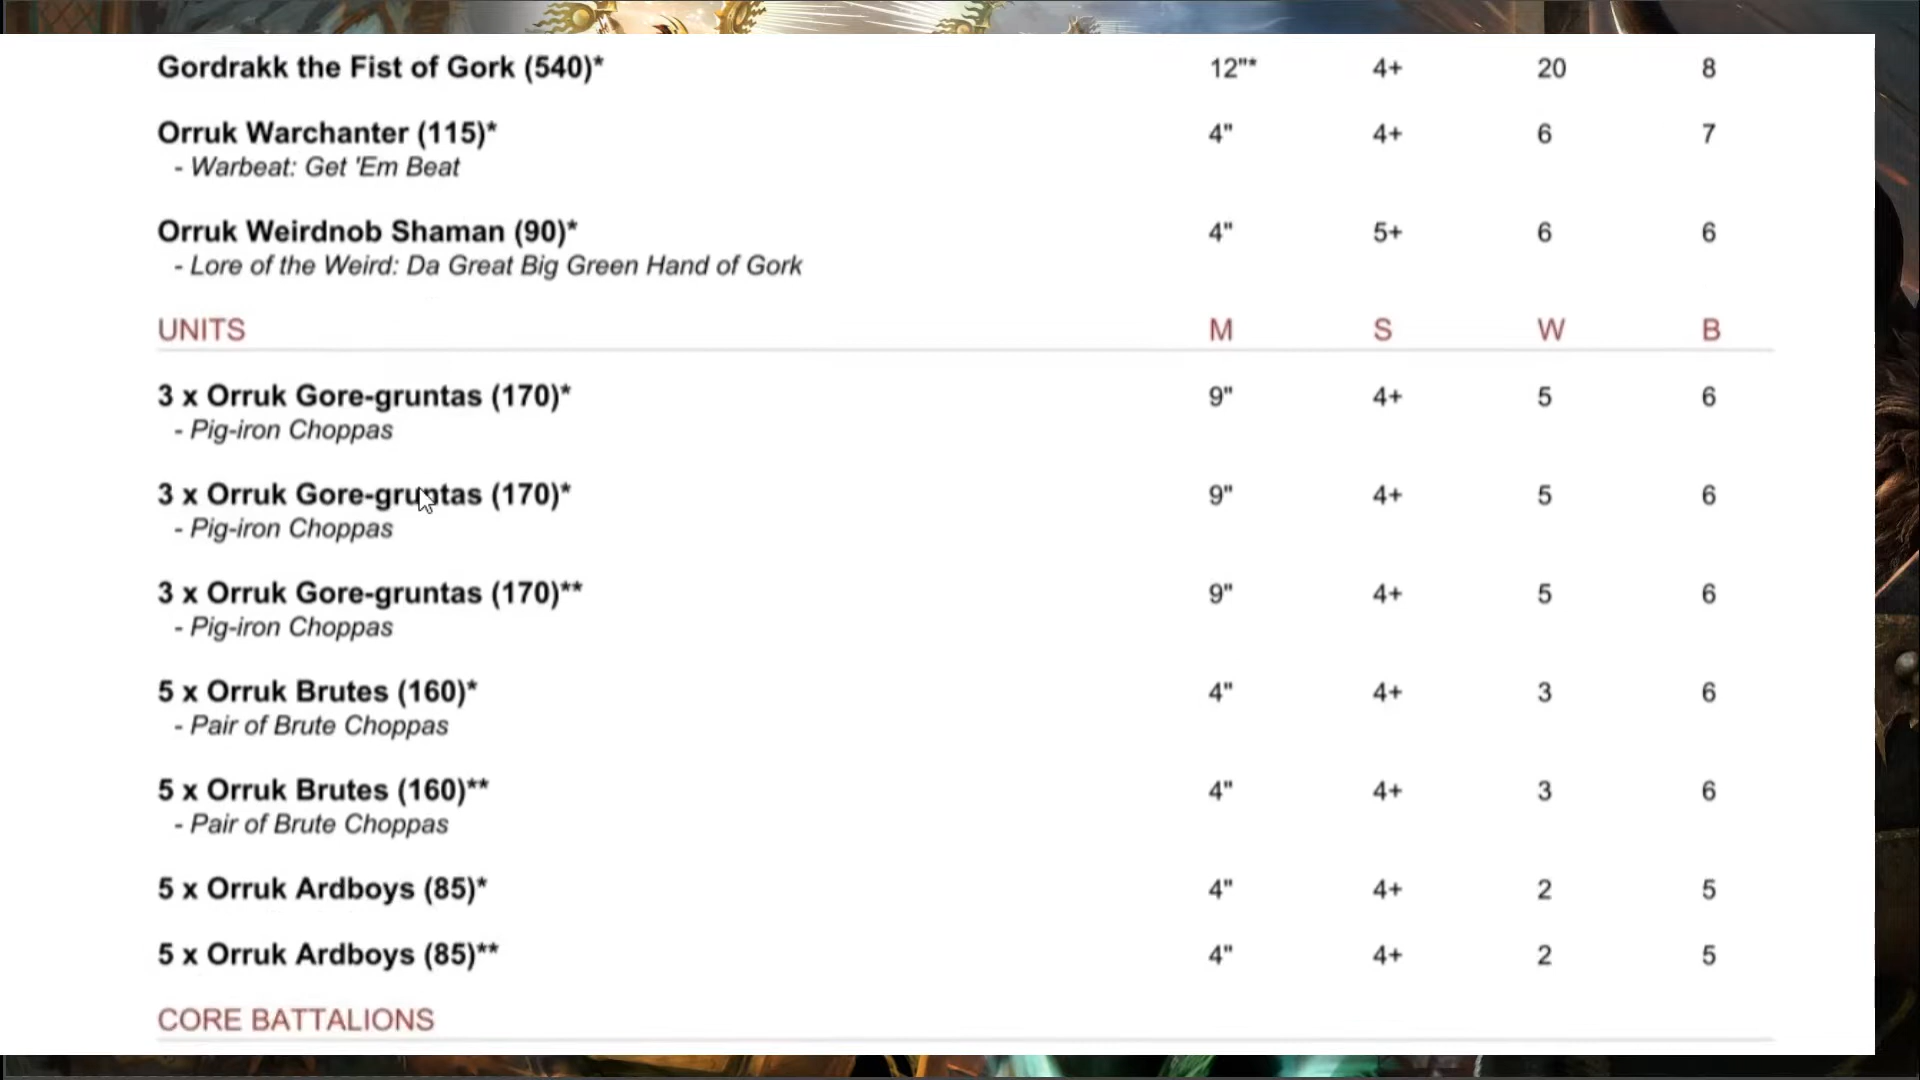 Gordrakk the Fist of Gork (540)* 12"* 4+ 20 8
Orruk Warchanter (115)* 4" 4+ 6 7
- Warbeat: Get 'Em Beat
Orruk Weirdnob Shaman (90)* 4" 5+ 6 6
- Lore of the Weird: Da Great Big Green Hand of Gork
UNITS M S W B
3 x Orruk Gore-gruntas (170)* 9" 4+ 5 6
- Pig-iron Choppas
3 x Orruk Gore-gruntas (170)* 9" 4+ 5 6
- Pig-iron Choppas
3 x Orruk Gore-gruntas (170)** 9" 4+ 5 6
- Pig-iron Choppas
5 x Orruk Brutes (160)* 4" 4+ 3 6
- Pair of Brute Choppas
5 x Orruk Brutes (160)** 4" 4+ 3 6
- Pair of Brute Choppas
5 x Orruk Ardboys (85)* 4" 4+ 2 5
5 x Orruk Ardboys (85)** 4" 4+ 2 5
CORE BATTALIONS